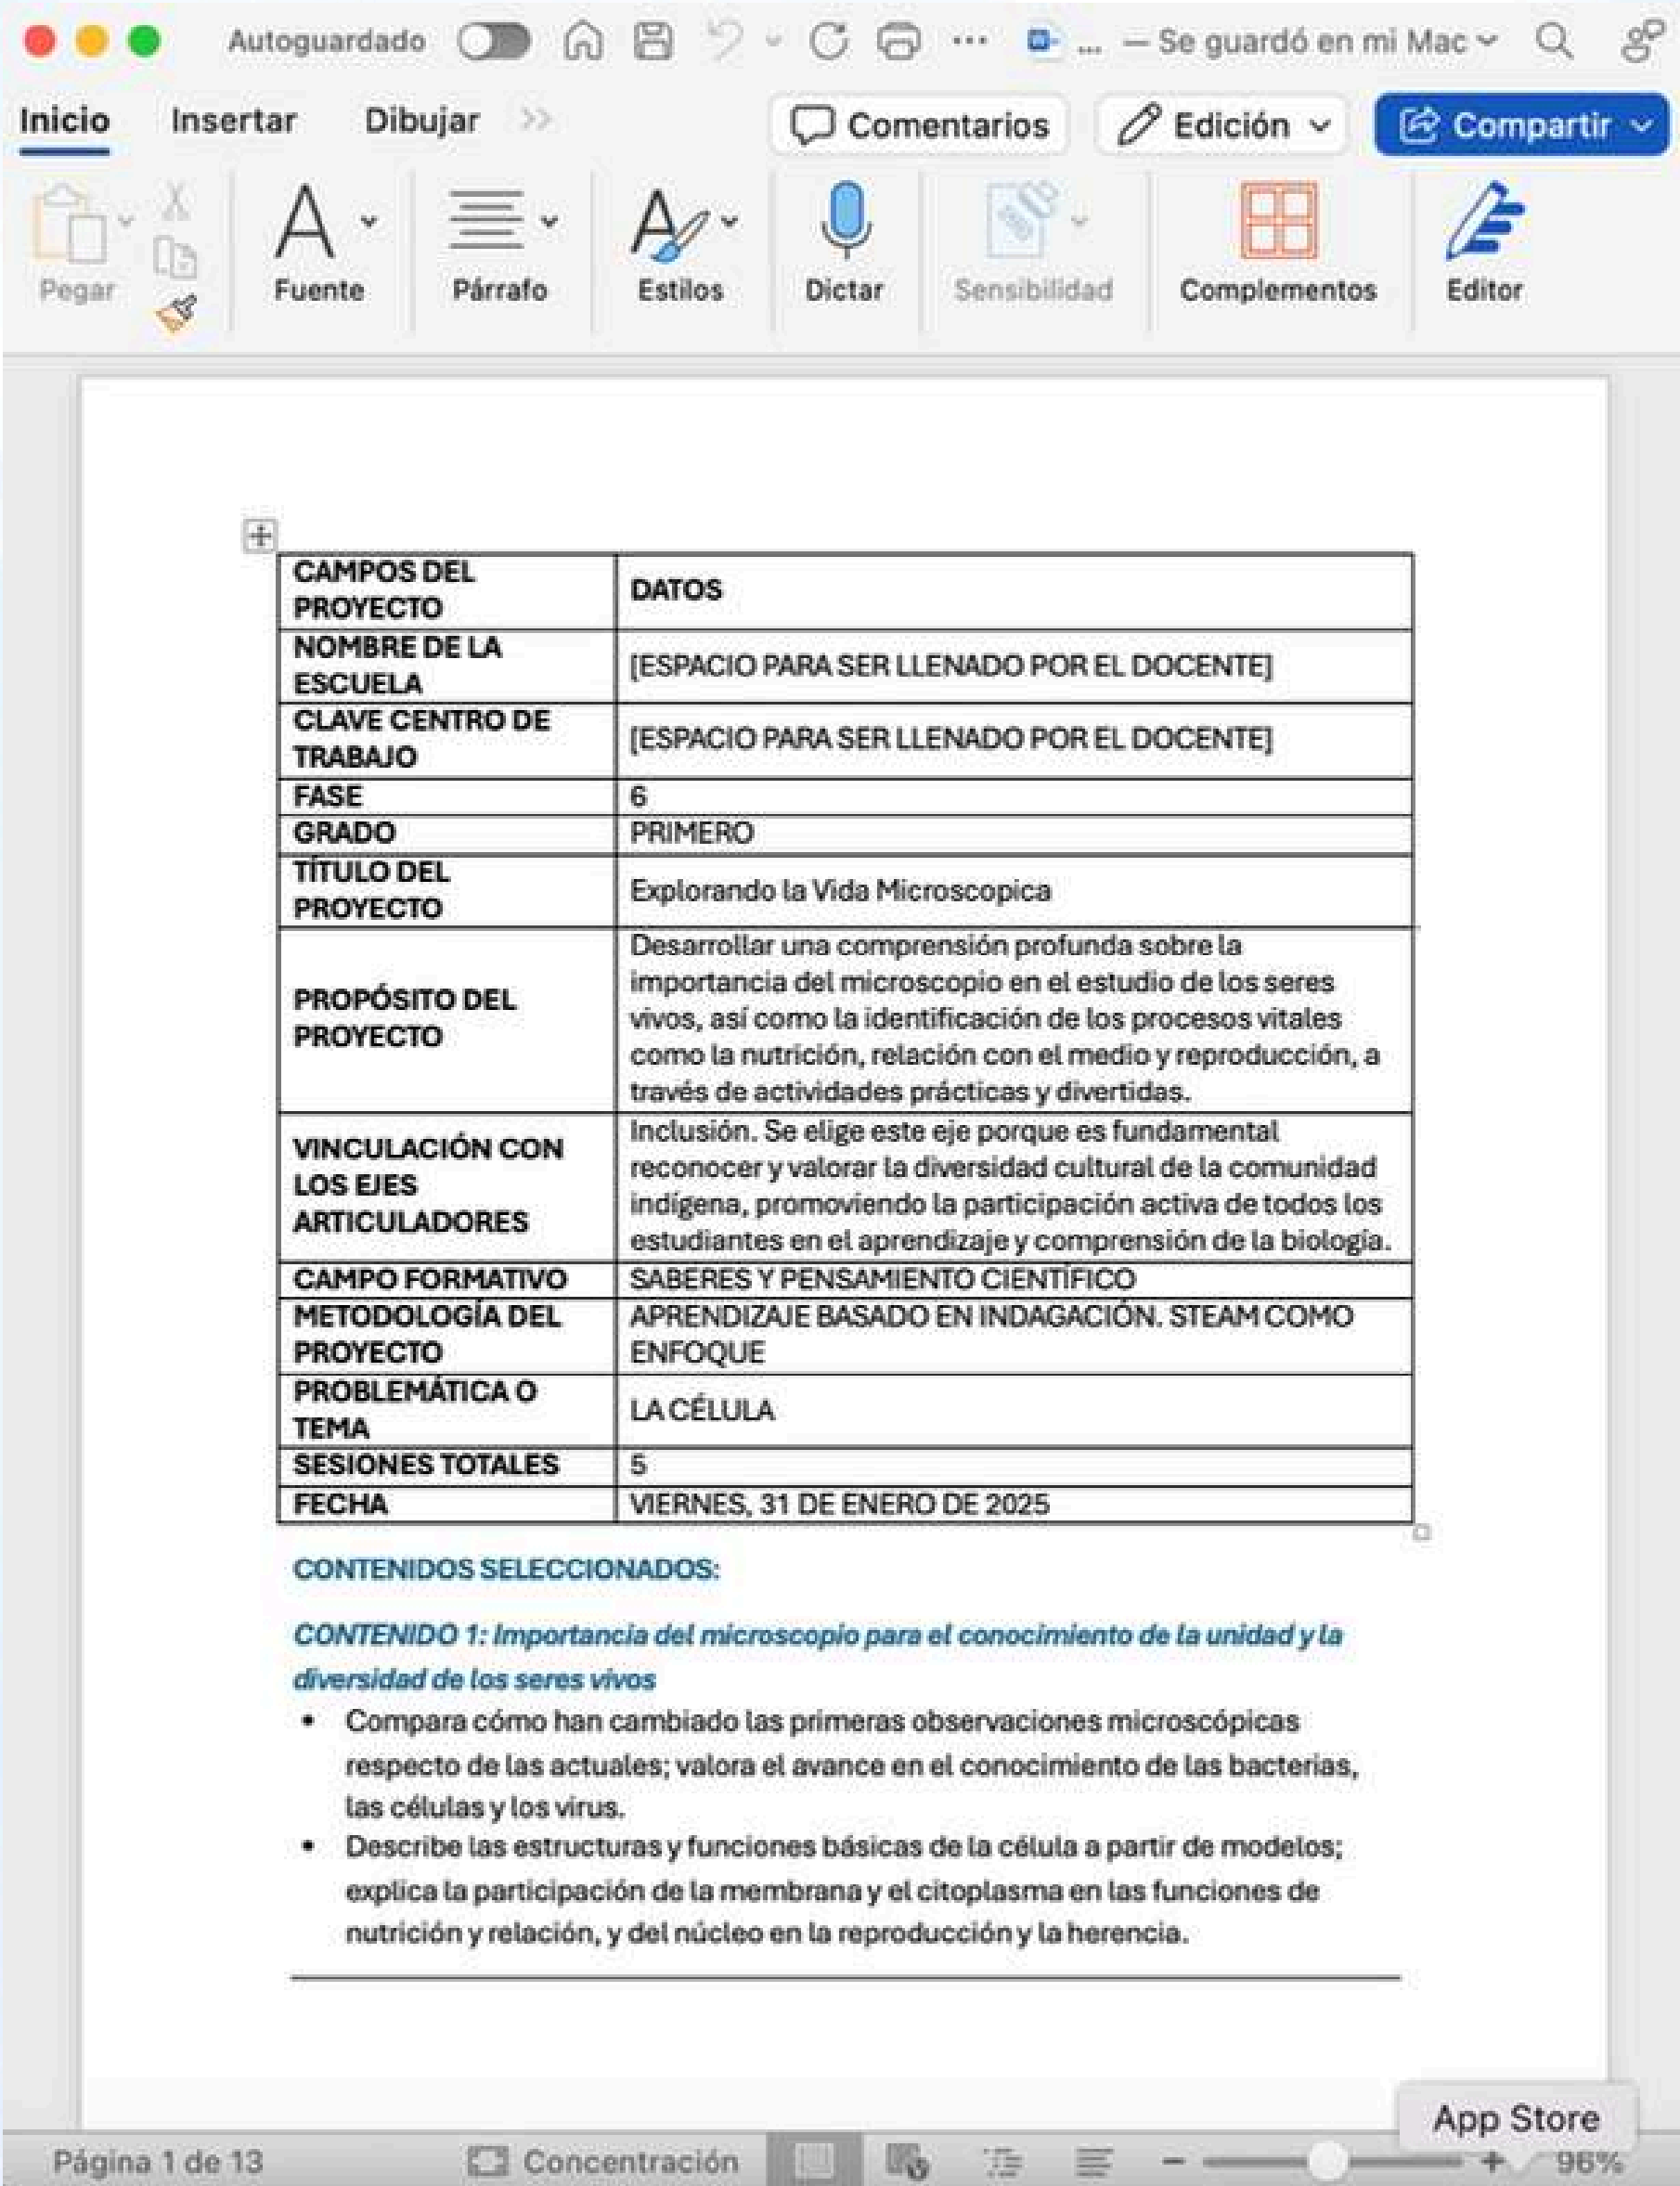 Autoguardado ... — Se guardó en mi Mac
Inicio Insertar Dibujar Comentarios Edición Compartir
Pegar Fuente Párrafo Estilos Dictar Sensibilidad Complementos Editor
CAMPOS DEL
PROYECTO
DATOS
NOMBRE DE LA
ESCUELA
[ESPACIO PARA SER LLENADO POR EL DOCENTE]
CLAVE CENTRO DE
TRABAJO
[ESPACIO PARA SER LLENADO POR EL DOCENTE]
FASE
6
GRADO
PRIMERO
TÍTULO DEL
PROYECTO
Explorando la Vida Microscopica
PROPÓSITO DEL
PROYECTO
Desarrollar una comprensión profunda sobre la
importancia del microscopio en el estudio de los seres
vivos, así como la identificación de los procesos vitales
como la nutrición, relación con el medio y reproducción, a
través de actividades prácticas y divertidas.
VINCULACIÓN CON
LOS EJES
ARTICULADORES
Inclusión. Se elige este eje porque es fundamental
reconocer y valorar la diversidad cultural de la comunidad
indígena, promoviendo la participación activa de todos los
estudiantes en el aprendizaje y comprensión de la biología.
CAMPO FORMATIVO
SABERES Y PENSAMIENTO CIENTÍFICO
METODOLOGÍA DEL
PROYECTO
APRENDIZAJE BASADO EN INDAGACIÓN. STEAM COMO
ENFOQUE
PROBLEMÁTICA O
TEMA
LA CÉLULA
SESIONES TOTALES
5
FECHA
VIERNES, 31 DE ENERO DE 2025
CONTENIDOS SELECCIONADOS:
CONTENIDO 1: Importancia del microscopio para el conocimiento de la unidad y la
diversidad de los seres vivos
• Compara cómo han cambiado las primeras observaciones microscópicas
respecto de las actuales; valora el avance en el conocimiento de las bacterias,
las células y los virus.
• Describe las estructuras y funciones básicas de la célula a partir de modelos;
explica la participación de la membrana y el citoplasma en las funciones de
nutrición y relación, y del núcleo en la reproducción y la herencia.
App Store
Página 1 de 13 Concentración 96%